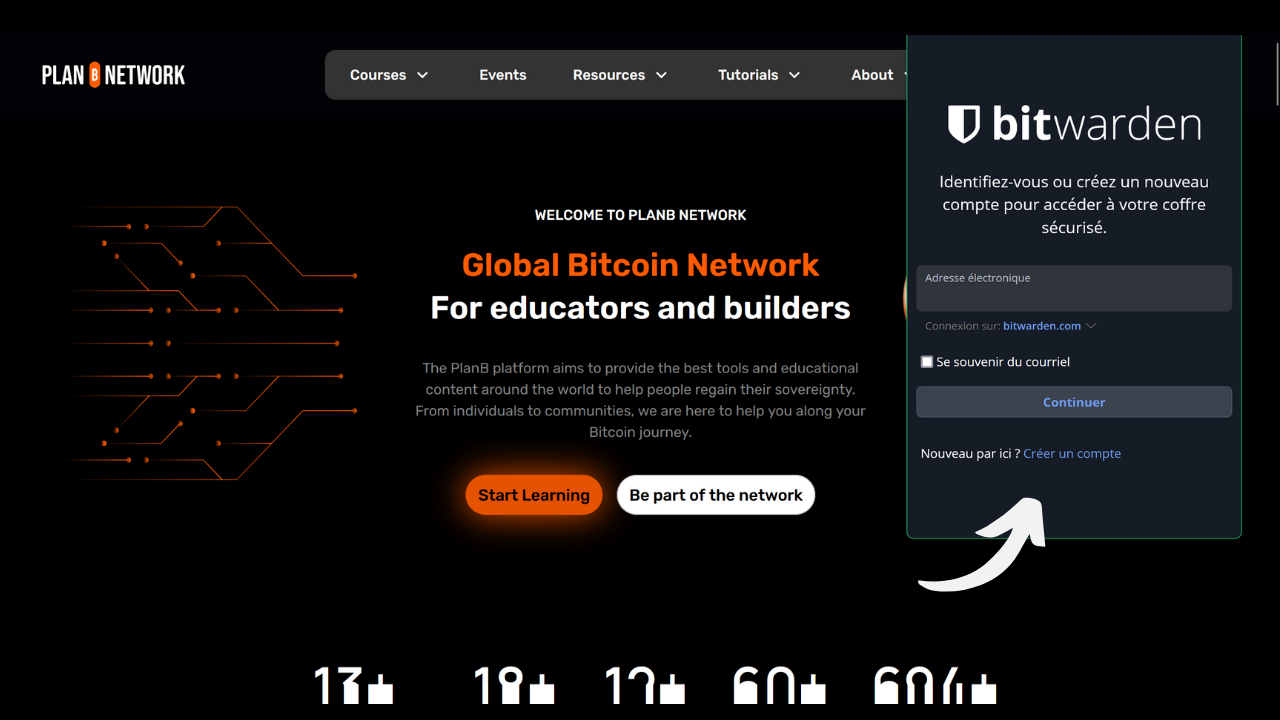 PLAN B NETWORK
Courses
Events
Resources
Tutorials
About
WELCOME TO PLANB NETWORK
Global Bitcoin Network
For educators and builders
The PlanB platform aims to provide the best tools and educational
content around the world to help people regain their sovereignty.
From individuals to communities, we are here to help you along your
Bitcoin journey.
Start Learning
Be part of the network
bitwarden
Identifiez-vous ou créez un nouveau
compte pour accéder à votre coffre
sécurisé.
Adresse électronique
Connexion sur: bitwarden.com
Se souvenir du courriel
Continuer
Nouveau par ici ? Créer un compte